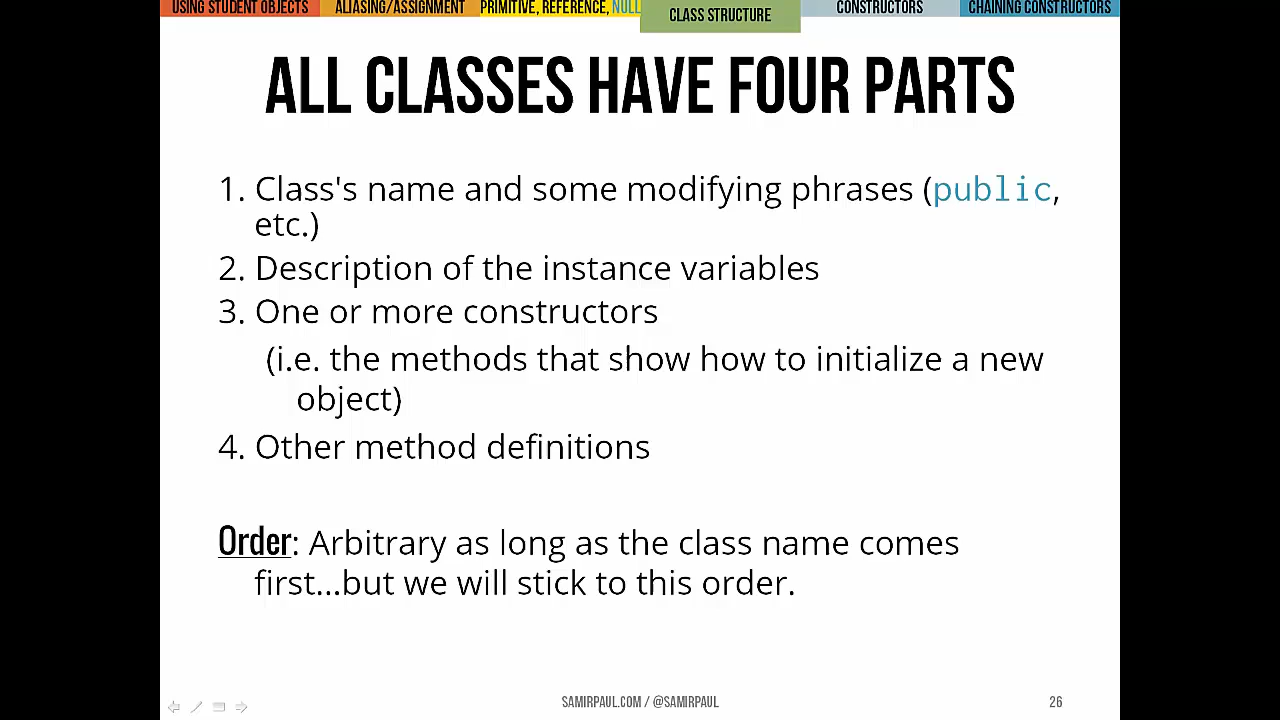 USING STUDENT OBJECTS ALIASING/ASSIGNMENT PRIMITIVE, REFERENCE, NULL CLASS STRUCTURE CONSTRUCTORS CHAINING CONSTRUCTORS
ALL CLASSES HAVE FOUR PARTS
1. Class's name and some modifying phrases (public,
etc.)
2. Description of the instance variables
3. One or more constructors
(i.e. the methods that show how to initialize a new
object)
4. Other method definitions
Order: Arbitrary as long as the class name comes
first...but we will stick to this order.
SAMIRPAUL.COM / @SAMIRPAUL 26